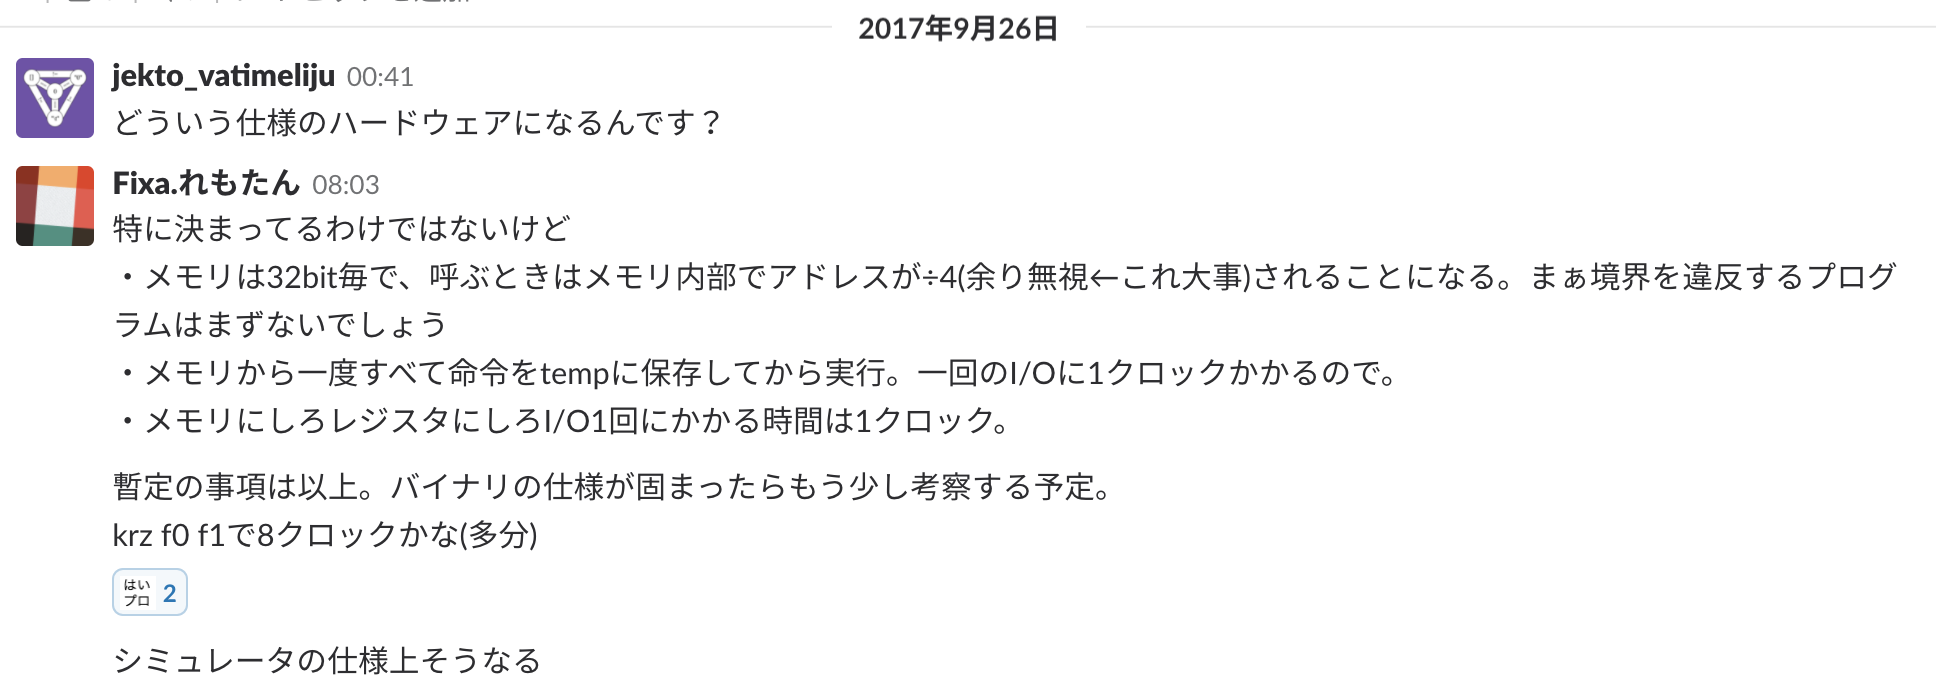 2017年9月26日
jekto_vatimeliju 00:41
どういう仕様のハードウェアになるんです？
Fixa.れもたん 08:03
特に決まってるわけではないけど
・メモリは32bit毎で、呼ぶときはメモリ内部でアドレスが÷4(余り無視←これ大事)されることになる。まぁ境界を違反するプログ
ラムはまずないでしょう
・メモリから一度すべて命令をtempに保存してから実行。一回のI/Oに1クロックかかるので。
・メモリにしろレジスタにしろI/O1回にかかる時間は1クロック。
暫定の事項は以上。バイナリの仕様が固まったらもう少し考察する予定。
krz f0 f1で8クロックかな(多分)
はい
プロ 2
シミュレータの仕様上そうなる